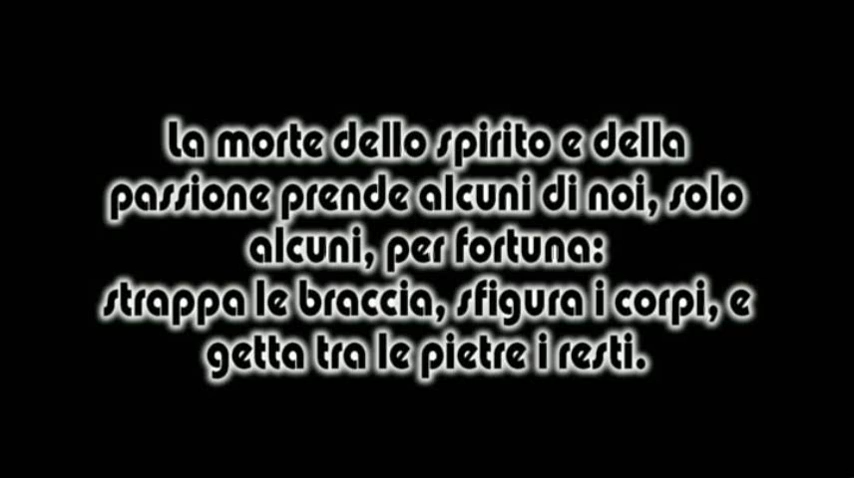 La morte dello spirito e della
passione prende alcuni di noi, solo
alcuni, per fortuna:
strappa le braccia, sfigura i corpi, e
getta tra le pietre i resti.